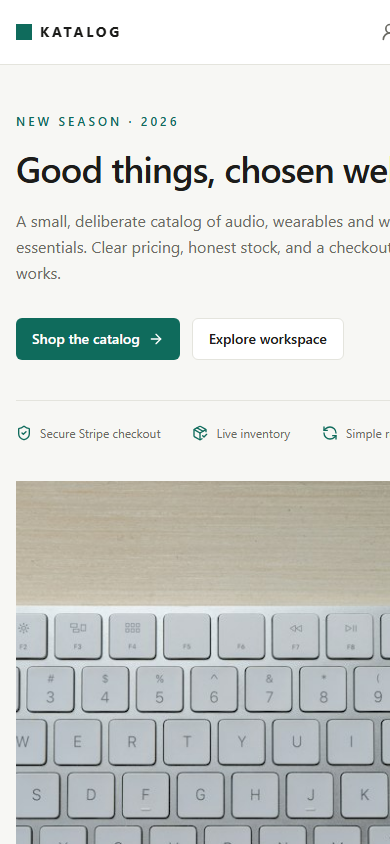 KATALOG
NEW SEASON · 2026
Good things, chosen we
A small, deliberate catalog of audio, wearables and w
essentials. Clear pricing, honest stock, and a checkout
works.
Shop the catalog →
Explore workspace
Secure Stripe checkout
Live inventory
Simple r
F2 F3 F4 F5 F6 F7 F8
# $ % ^ & * (
3 4 5 6 7 8 9
W E R T Y U I
S D F G H J K